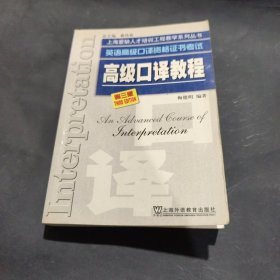 上海紧缺人才培训工程教学系列丛书
英语高级口译资格证书考试
高级口译教程
第三版
THIRD EDITION
梅德明 编著
An Advanced Course of
Interpretation
Interpretation
口
译
上海外语教育出版社